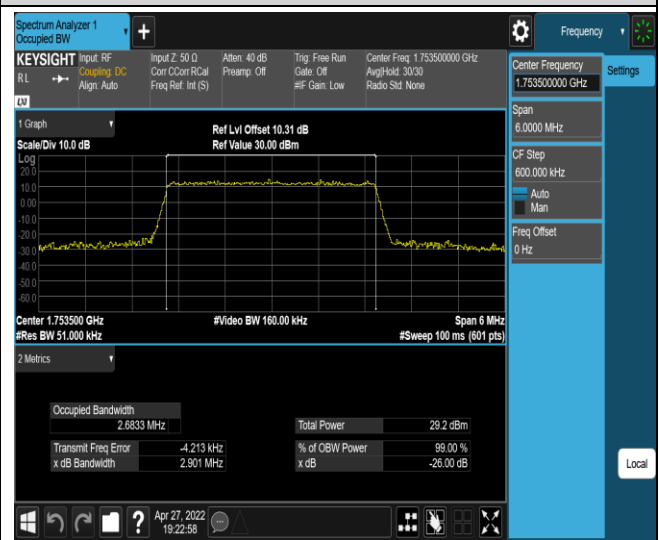 Spectrum Analyzer 1
Occupied BW
Frequency
KEYSIGHT
RL
LXI
Input: RF
Coupling: DC
Align: Auto
Input Z: 50 Ω
Corr CCorr RCal
Freq Ref: Int (S)
Atten: 40 dB
Preamp: Off
Trig: Free Run
Gate: Off
#IF Gain: Low
Center Freq: 1.753500000 GHz
Avg|Hold: 30/30
Radio Std: None
Center Frequency
1.753500000 GHz
Settings
Span
6.0000 MHz
CF Step
600.000 kHz
Auto
Man
Freq Offset
0 Hz
Local
1 Graph
Scale/Div 10.0 dB
Ref Lvl Offset 10.31 dB
Ref Value 30.00 dBm
Log
20.0
10.0
0.00
-10.0
-20.0
-30.0
-40.0
-50.0
-60.0
Center 1.753500 GHz
#Video BW 160.00 kHz
Span 6 MHz
#Res BW 51.000 kHz
#Sweep 100 ms (601 pts)
2 Metrics
Occupied Bandwidth
2.6833 MHz
Total Power 29.2 dBm
Transmit Freq Error -4.213 kHz
% of OBW Power 99.00 %
x dB Bandwidth 2.901 MHz
x dB -26.00 dB
Apr 27, 2022
19:22:58